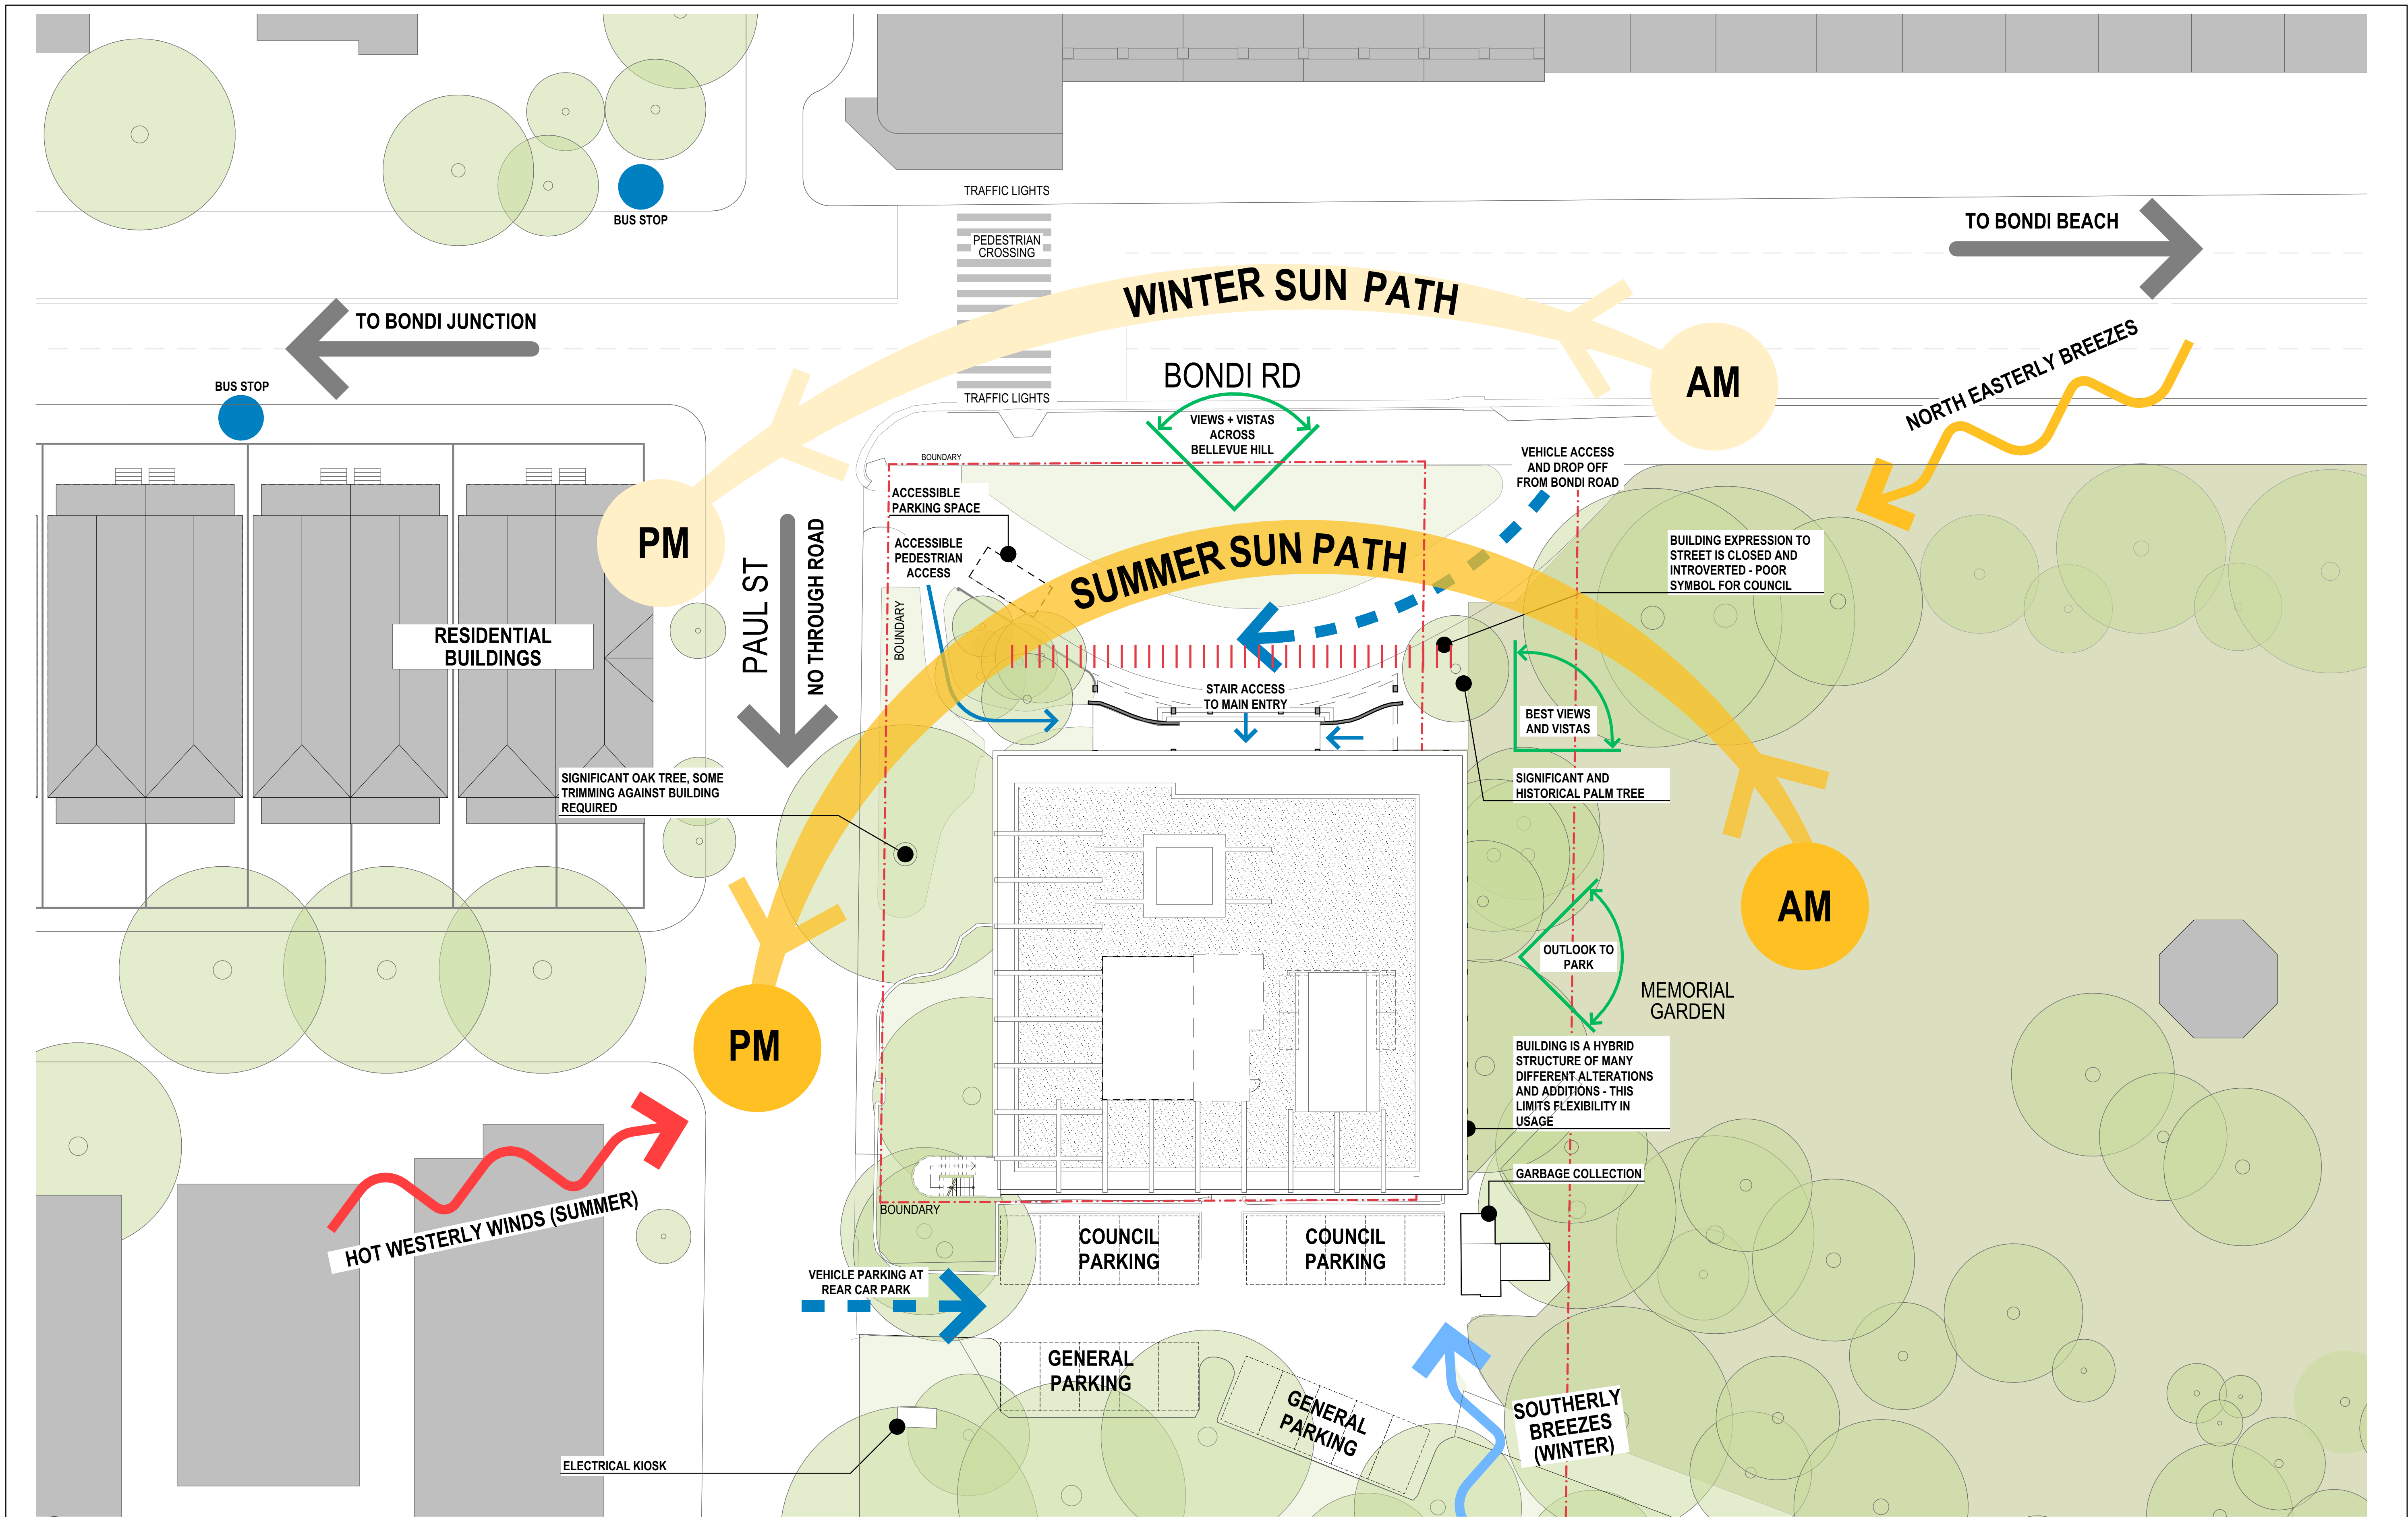 TRAFFIC LIGHTS
BUS STOP
PEDESTRIAN
CROSSING
TO BONDI BEACH
WINTER SUN PATH
TO BONDI JUNCTION
NORTH EASTERLY BREEZES
BONDI RD
AM
BUS STOP
TRAFFIC LIGHTS
VIEWS + VISTAS
ACROSS
BELLEVUE HILL
BOUNDARY
VEHICLE ACCESS
AND DROP OFF
FROM BONDI ROAD
ACCESSIBLE
PARKING SPACE
PM
NO THROUGH ROAD
PAUL ST
ACCESSIBLE
PEDESTRIAN
ACCESS
SUMMER SUN PATH
BUILDING EXPRESSION TO
STREET IS CLOSED AND
INTROVERTED - POOR
SYMBOL FOR COUNCIL
BOUNDARY
RESIDENTIAL
BUILDINGS
STAIR ACCESS
TO MAIN ENTRY
BEST VIEWS
AND VISTAS
SIGNIFICANT OAK TREE, SOME
TRIMMING AGAINST BUILDING
REQUIRED
SIGNIFICANT AND
HISTORICAL PALM TREE
AM
OUTLOOK TO
PARK
MEMORIAL
GARDEN
PM
BUILDING IS A HYBRID
STRUCTURE OF MANY
DIFFERENT ALTERATIONS
AND ADDITIONS - THIS
LIMITS FLEXIBILITY IN
USAGE
GARBAGE COLLECTION
HOT WESTERLY WINDS (SUMMER)
BOUNDARY
COUNCIL
PARKING
COUNCIL
PARKING
VEHICLE PARKING AT
REAR CAR PARK
GENERAL
PARKING
GENERAL
PARKING
SOUTHERLY
BREEZES
(WINTER)
ELECTRICAL KIOSK